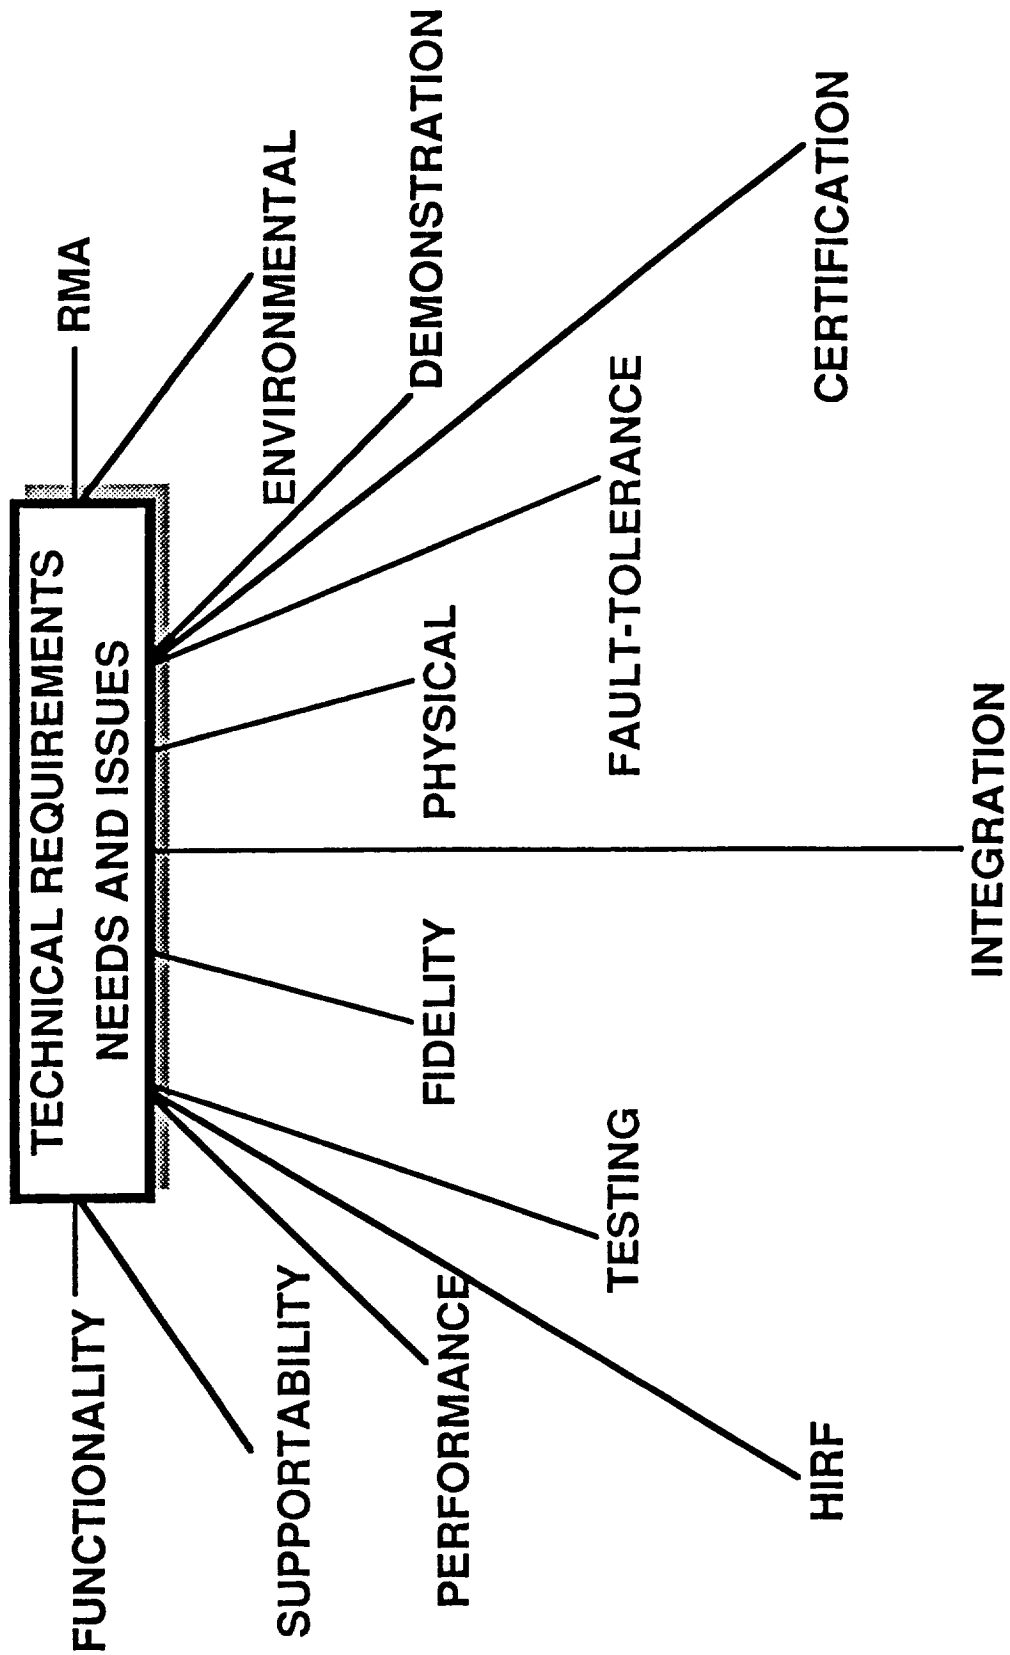 TECHNICAL REQUIREMENTS
NEEDS AND ISSUES
FUNCTIONALITY
RMA
SUPPORTABILITY
ENVIRONMENTAL
PERFORMANCE
FIDELITY
PHYSICAL
DEMONSTRATION
TESTING
FAULT-TOLERANCE
HIRF
CERTIFICATION
INTEGRATION